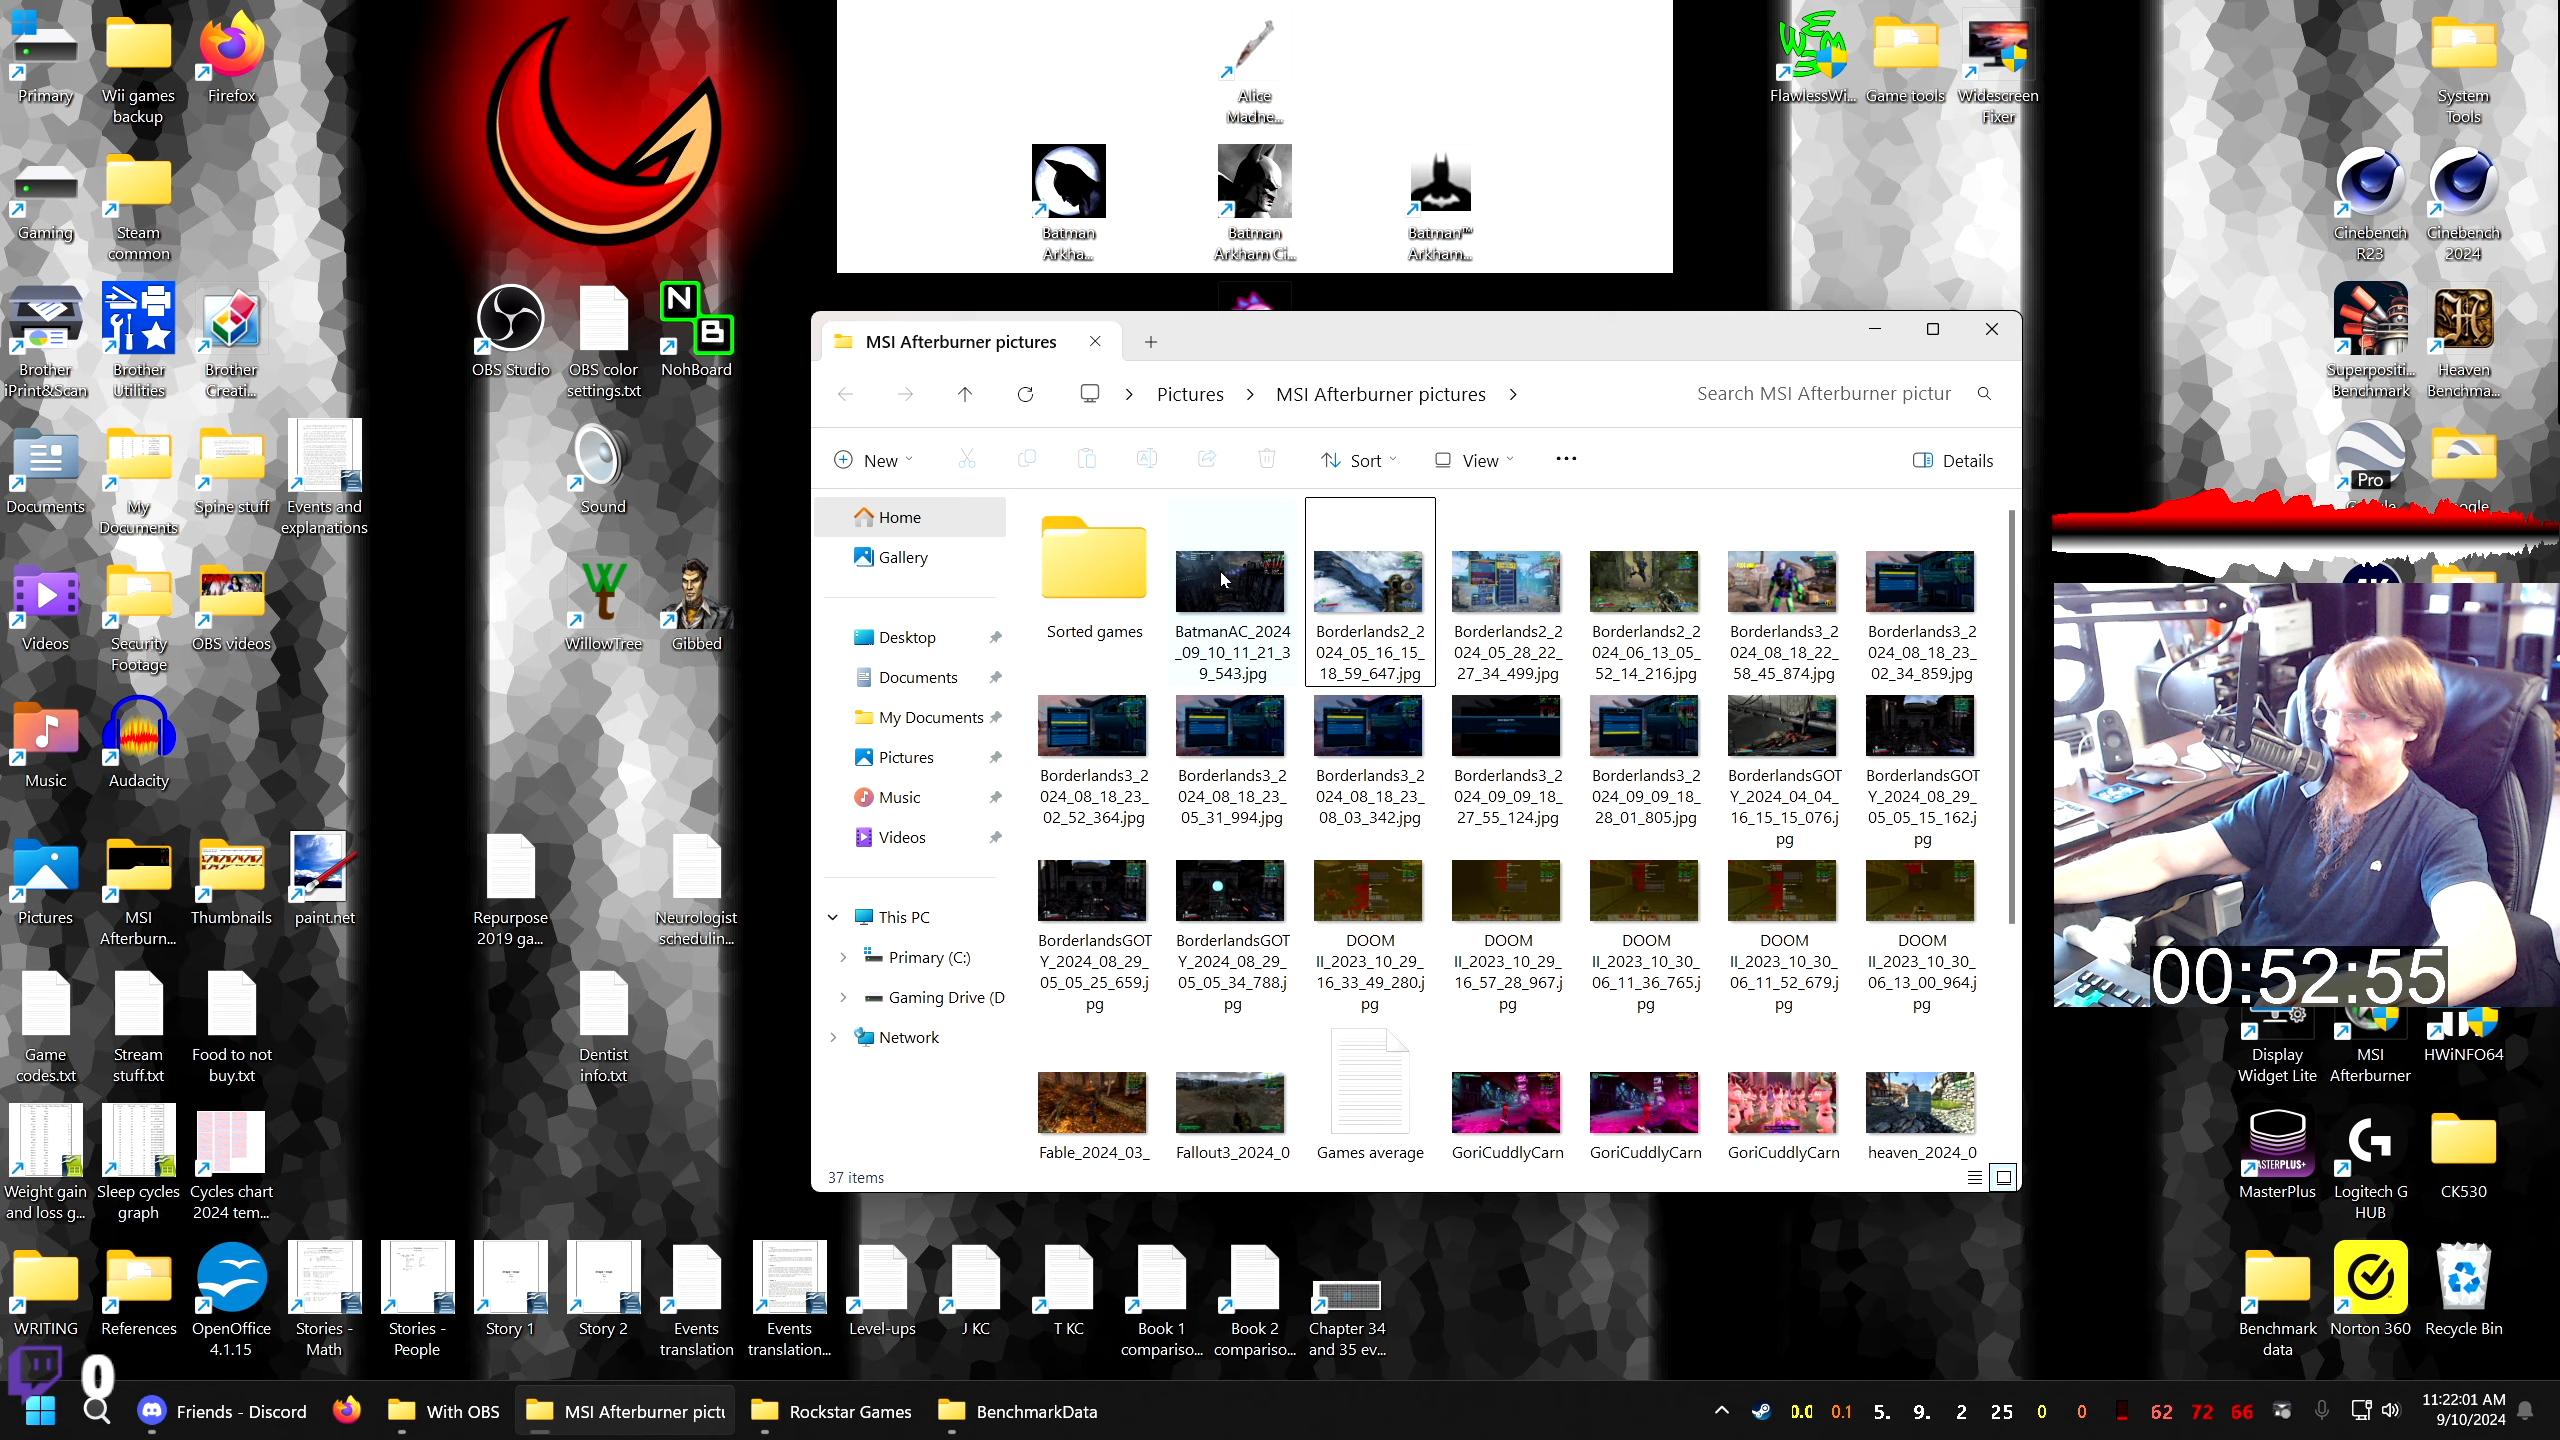 Primary
Wii games
backup
Firefox
Alice
Madne...
FlawlessWi...
Game tools
Widescreen
Fixer
System
Tools
Gaming
Steam
common
Batman
Arkha...
Batman
Arkham Ci...
Batman™
Arkham...
Cinebench
R23
Cinebench
2024
Brother
iPrint&Scan
Brother
Utilities
Brother
Creati...
OBS Studio
OBS color
settings.txt
N
B
NohBoard
Superpositi...
Benchmark
Heaven
Benchma...
MSI Afterburner pictures
Pictures
MSI Afterburner pictures
Search MSI Afterburner pictur
New
Sort
View
Details
Documents
My
Documents
Spine stuff
Events and
explanations
Sound
Pro
Videos
Security
Footage
OBS videos
WillowTree
Gibbed
Music
Audacity
Pictures
MSI
Afterburn...
Thumbnails
paint.net
Repurpose
2019 ga...
Neurologist
schedulin...
Game
codes.txt
Stream
stuff.txt
Food to not
buy.txt
Dentist
info.txt
Home
Gallery
Desktop
Documents
My Documents
Pictures
Music
Videos
This PC
Primary (C:)
Gaming Drive (D
Network
Sorted games
BatmanAC_2024
_09_10_11_21_3
9_543.jpg
Borderlands2_2
024_05_16_15_
18_59_647.jpg
Borderlands2_2
024_05_28_22_
27_34_499.jpg
Borderlands2_2
024_06_13_05_
52_14_216.jpg
Borderlands3_2
024_08_18_22_
58_45_874.jpg
Borderlands3_2
024_08_18_23_
02_34_859.jpg
Borderlands3_2
024_08_18_23_
02_52_364.jpg
Borderlands3_2
024_08_18_23_
05_31_994.jpg
Borderlands3_2
024_08_18_23_
08_03_342.jpg
Borderlands3_2
024_09_09_18_
27_55_124.jpg
Borderlands3_2
024_09_09_18_
28_01_805.jpg
BorderlandsGOT
Y_2024_04_04_
16_15_15_076.j
pg
BorderlandsGOT
Y_2024_08_29_
05_05_15_162.j
pg
BorderlandsGOT
Y_2024_08_29_
05_05_25_659.j
pg
BorderlandsGOT
Y_2024_08_29_
05_05_34_788.j
pg
DOOM
II_2023_10_29_
16_33_49_280.j
pg
DOOM
II_2023_10_29_
16_57_28_967.j
pg
DOOM
II_2023_10_30_
06_11_36_765.j
pg
DOOM
II_2023_10_30_
06_11_52_679.j
pg
DOOM
II_2023_10_30_
06_13_00_964.j
pg
Fable_2024_03_
Fallout3_2024_0
Games average
GoriCuddlyCarn
GoriCuddlyCarn
GoriCuddlyCarn
heaven_2024_0
37 items
00:52:55
Display
Widget Lite
MSI
Afterburner
HWiNFO64
Weight gain
and loss g...
Sleep cycles
graph
Cycles chart
2024 tem...
MasterPlus
Logitech G
HUB
CK530
WRITING
References
OpenOffice
4.1.15
Stories -
Math
Stories -
People
Story 1
Story 2
Events
translation
Events
translation...
Level-ups
J KC
T KC
Book 1
compariso...
Book 2
compariso...
Chapter 34
and 35 ev...
Benchmark
data
Norton 360
Recycle Bin
0
Friends - Discord
With OBS
MSI Afterburner pictu
Rockstar Games
BenchmarkData
0.0
0.1
5.
9.
2
25
0
0
62
72
66
11:22:01 AM
9/10/2024